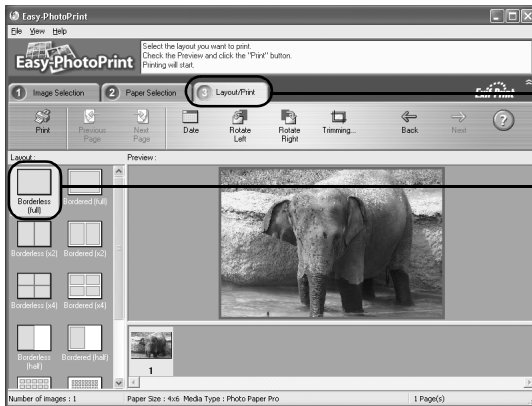 Easy-PhotoPrint
File View Help
Easy-PhotoPrint
Select the layout you want to print.
Check the Preview and click the "Print" button.
Printing will start.
1 Image Selection 2 Paper Selection 3 Layout/Print
Exif Print
Print Previous Page Next Page Date Rotate Left Rotate Right Trimming... Back Next
Layout : Preview :
Borderless (full) Bordered (full)
Borderless (x2) Bordered (x2)
Borderless (x4) Bordered (x4)
Borderless (half) Bordered (half)
1
Number of images : 1 Paper Size : 4x6 Media Type : Photo Paper Pro 1 Page(s)